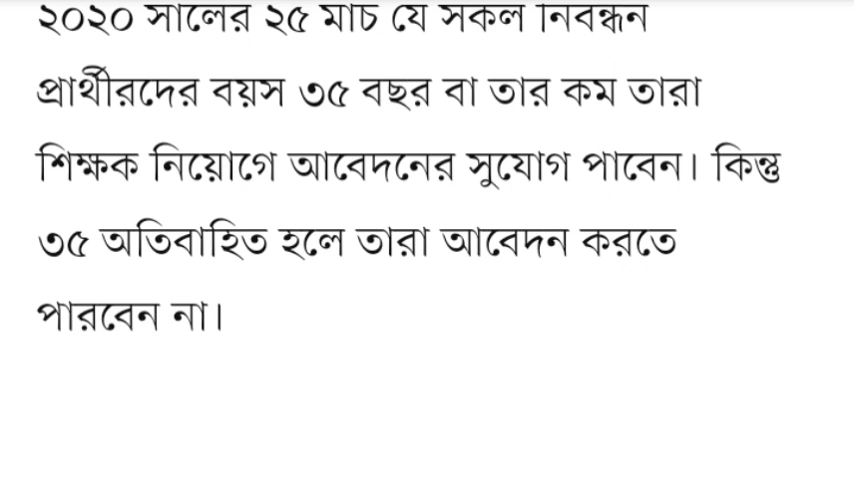 ২০২০ সালের ২৫ মার্চ যে সকল নিবন্ধন
প্রার্থীরদের বয়স ৩৫ বছর বা তার কম তারা
শিক্ষক নিয়োগে আবেদনের সুযোগ পাবেন। কিন্তু
৩৫ অতিবাহিত হলে তারা আবেদন করতে
পারবেন না।